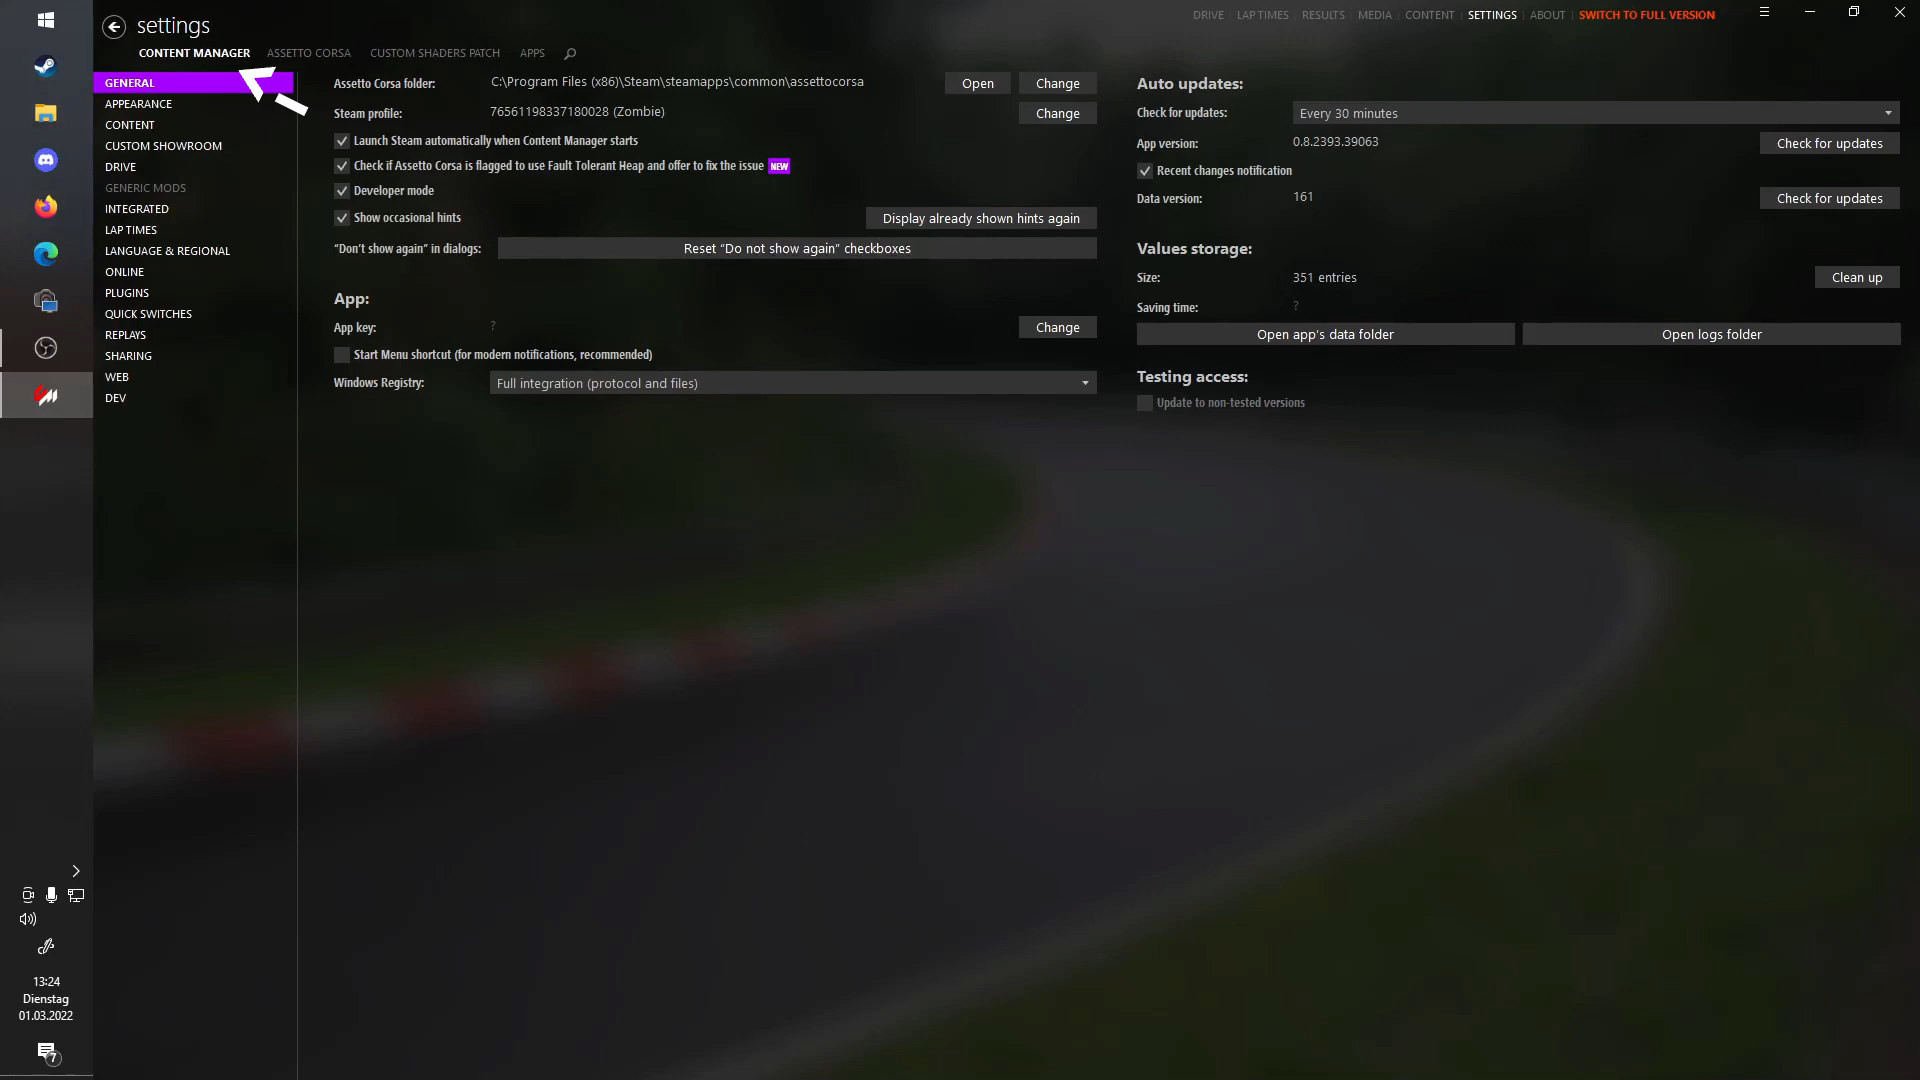 settings
DRIVE | LAP TIMES | RESULTS | MEDIA | CONTENT | SETTINGS | ABOUT | SWITCH TO FULL VERSION
CONTENT MANAGER ASSETTO CORSA CUSTOM SHADERS PATCH APPS
GENERAL
APPEARANCE
CONTENT
CUSTOM SHOWROOM
DRIVE
GENERIC MODS
INTEGRATED
LAP TIMES
LANGUAGE & REGIONAL
ONLINE
PLUGINS
QUICK SWITCHES
REPLAYS
SHARING
WEB
DEV
Assetto Corsa folder: C:\Program Files (x86)\Steam\steamapps\common\assettocorsa Open Change
Steam profile: 76561198337180028 (Zombie) Change
Launch Steam automatically when Content Manager starts
Check if Assetto Corsa is flagged to use Fault Tolerant Heap and offer to fix the issue NEW
Developer mode
Show occasional hints Display already shown hints again
“Don’t show again” in dialogs: Reset “Do not show again” checkboxes
App:
App key: ? Change
Start Menu shortcut (for modern notifications, recommended)
Windows Registry: Full integration (protocol and files)
Auto updates:
Check for updates: Every 30 minutes
App version: 0.8.2393.39063 Check for updates
Recent changes notification
Data version: 161 Check for updates
Values storage:
Size: 351 entries Clean up
Saving time: ?
Open app’s data folder Open logs folder
Testing access:
Update to non-tested versions
13:24
Dienstag
01.03.2022
7